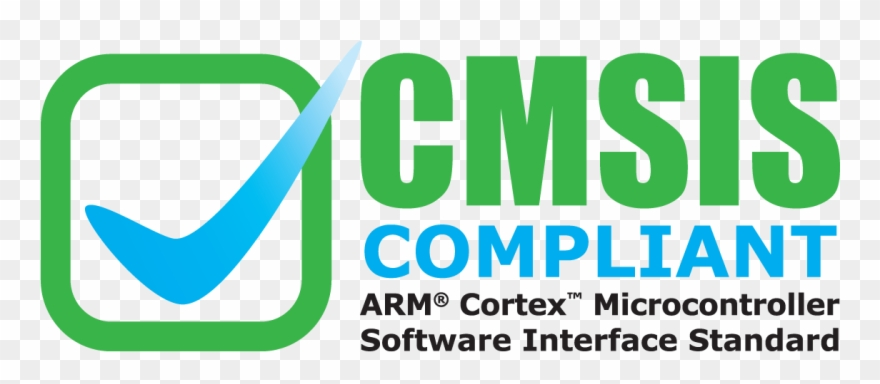 CMSIS
COMPLIANT
ARM® Cortex™ Microcontroller
Software Interface Standard